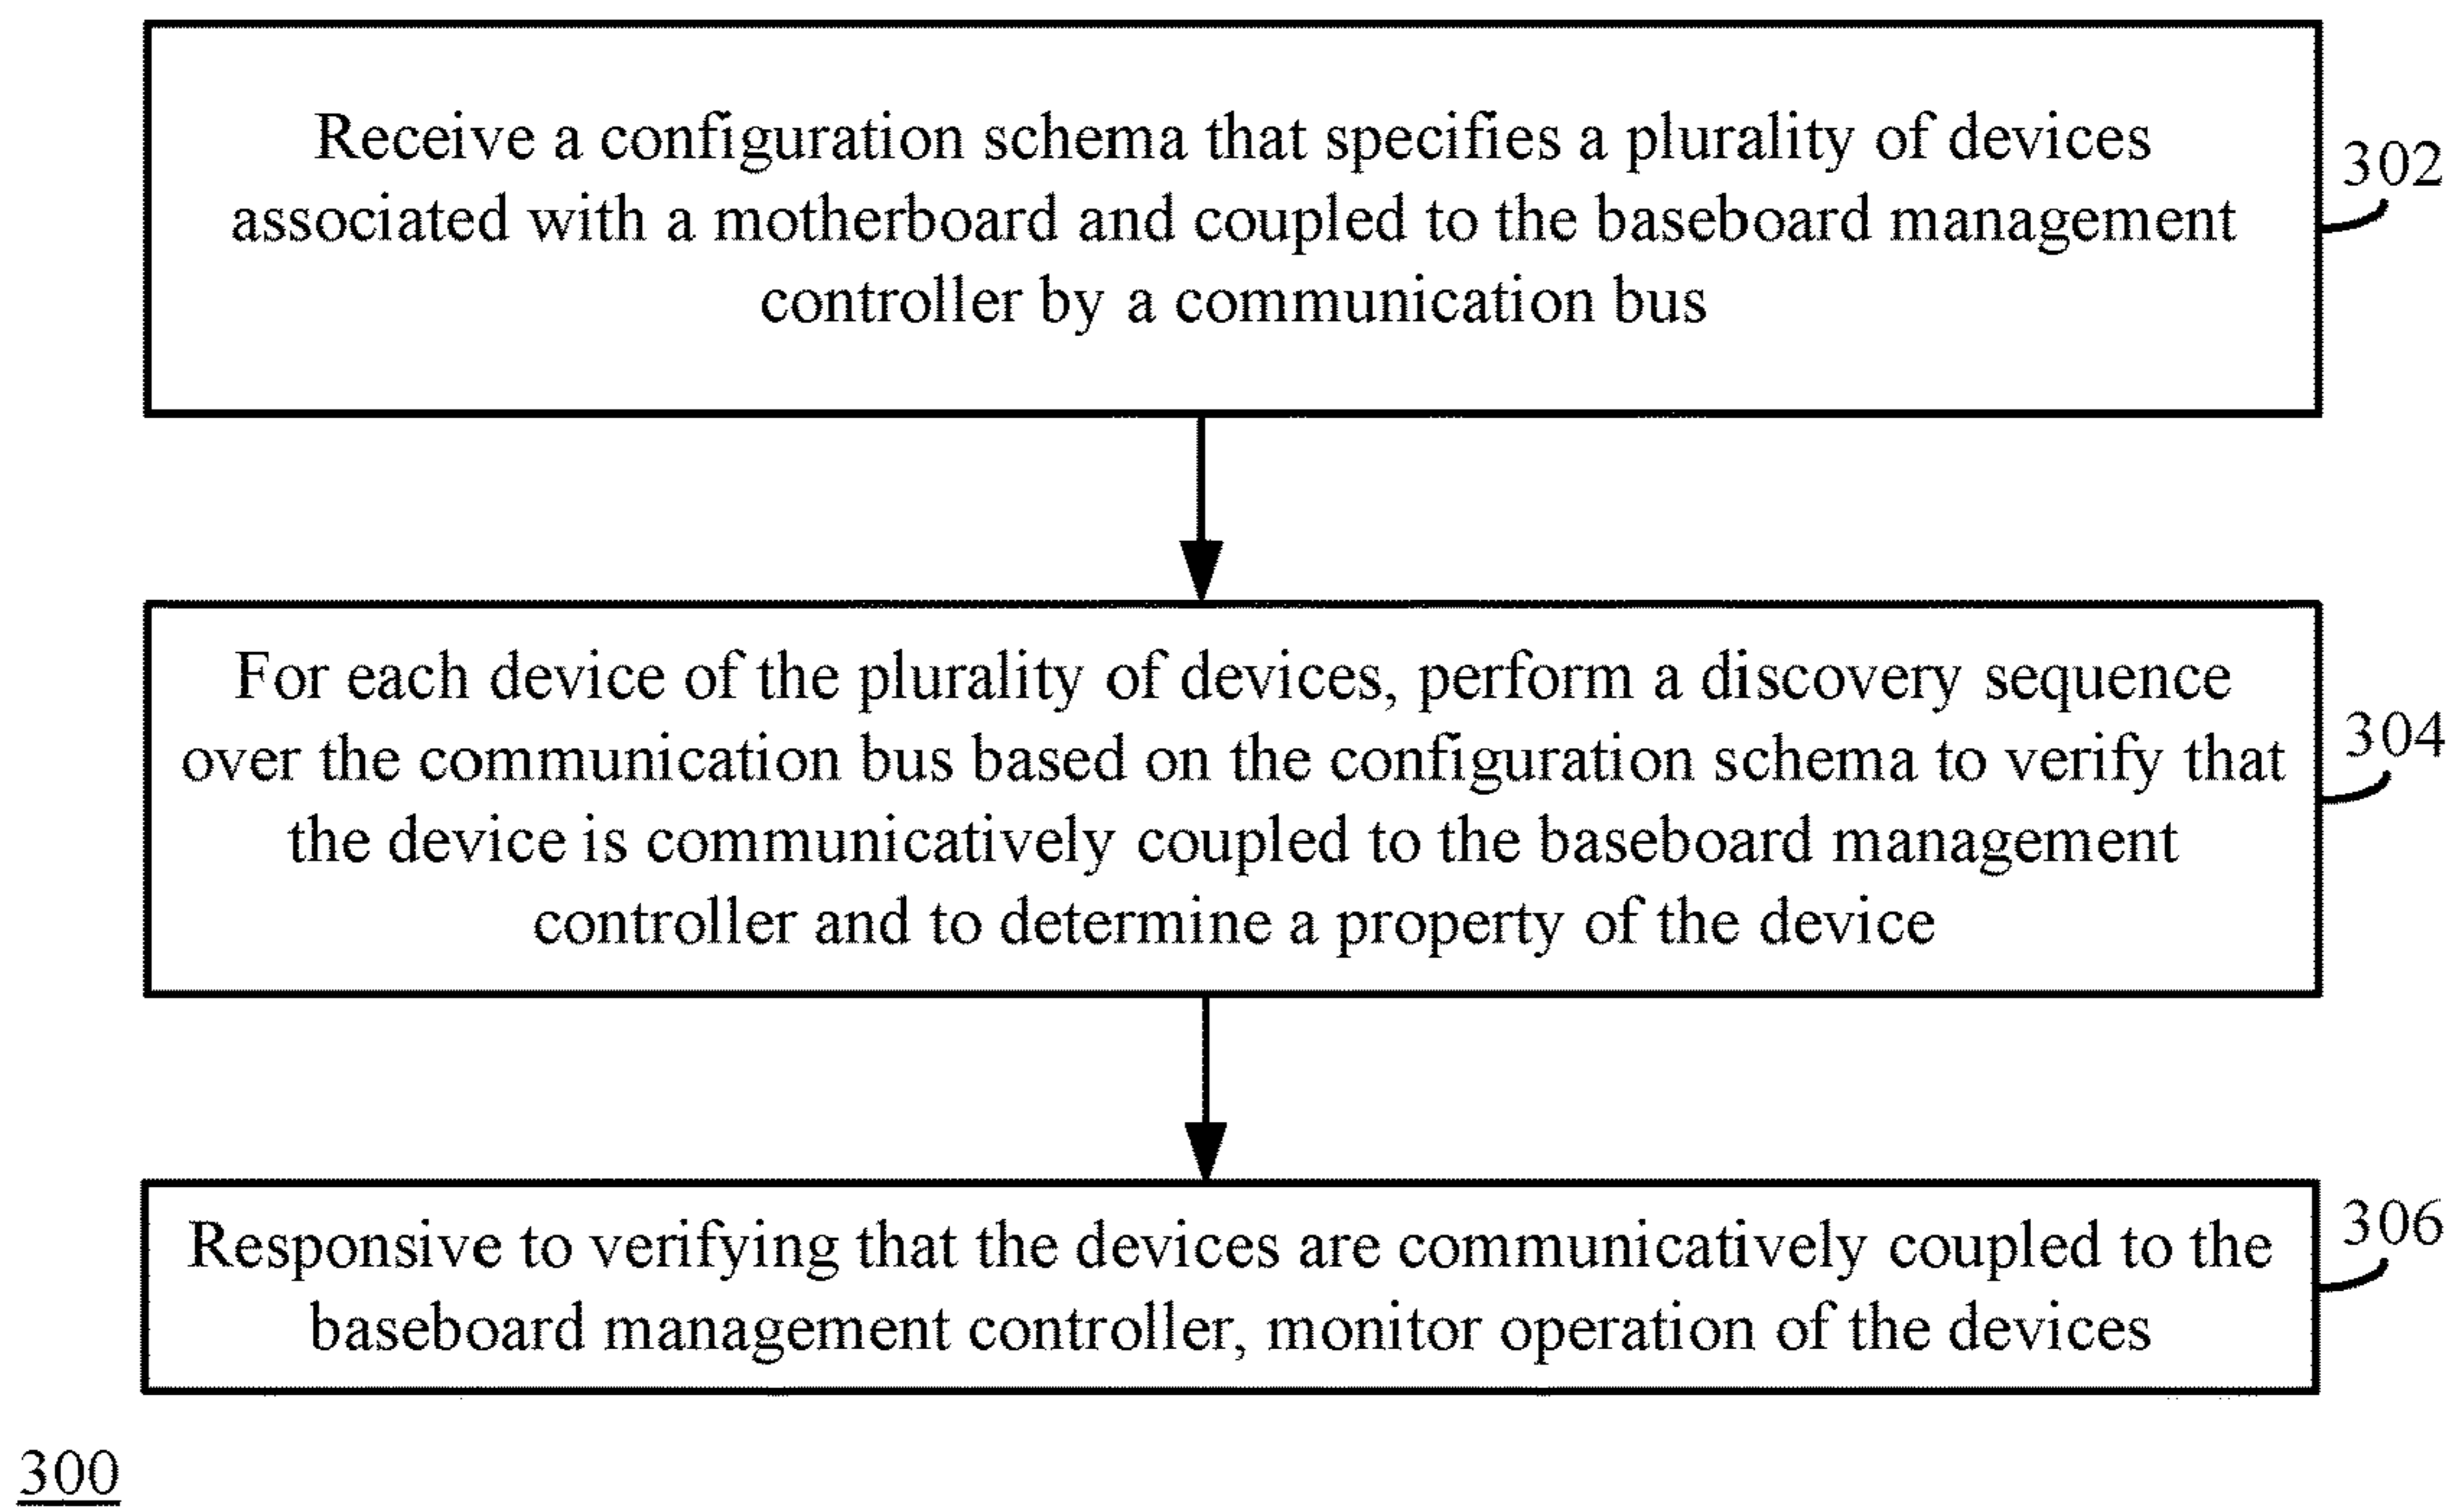 Receive a configuration schema that specifies a plurality of devices
associated with a motherboard and coupled to the baseboard management
controller by a communication bus
302
For each device of the plurality of devices, perform a discovery sequence
over the communication bus based on the configuration schema to verify that
the device is communicatively coupled to the baseboard management
controller and to determine a property of the device
304
Responsive to verifying that the devices are communicatively coupled to the
baseboard management controller, monitor operation of the devices
306
300